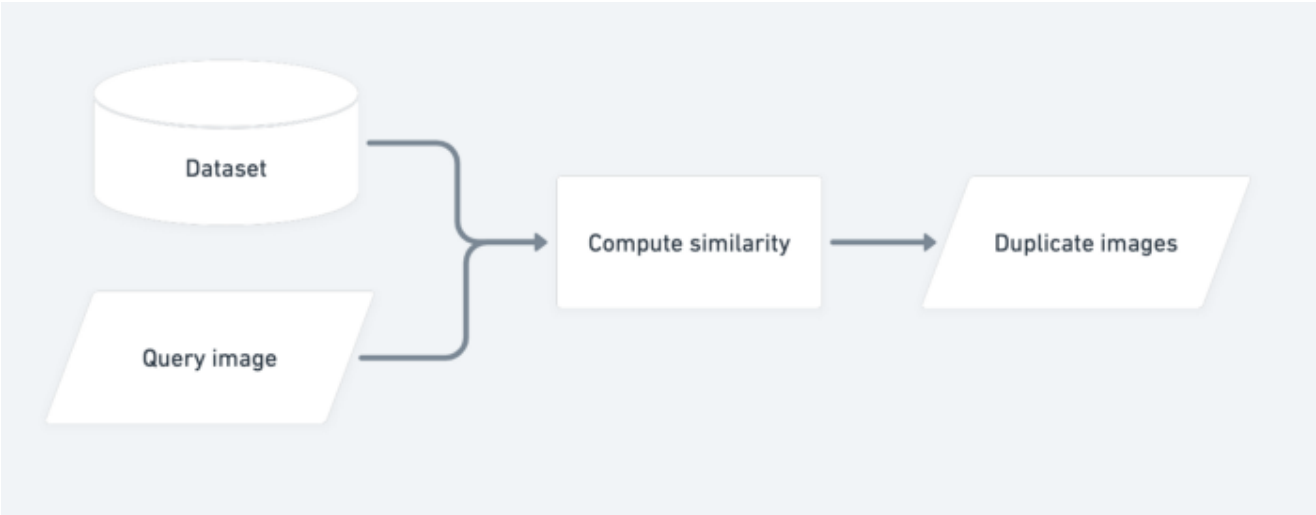 Dataset
Query image
Compute similarity
Duplicate images